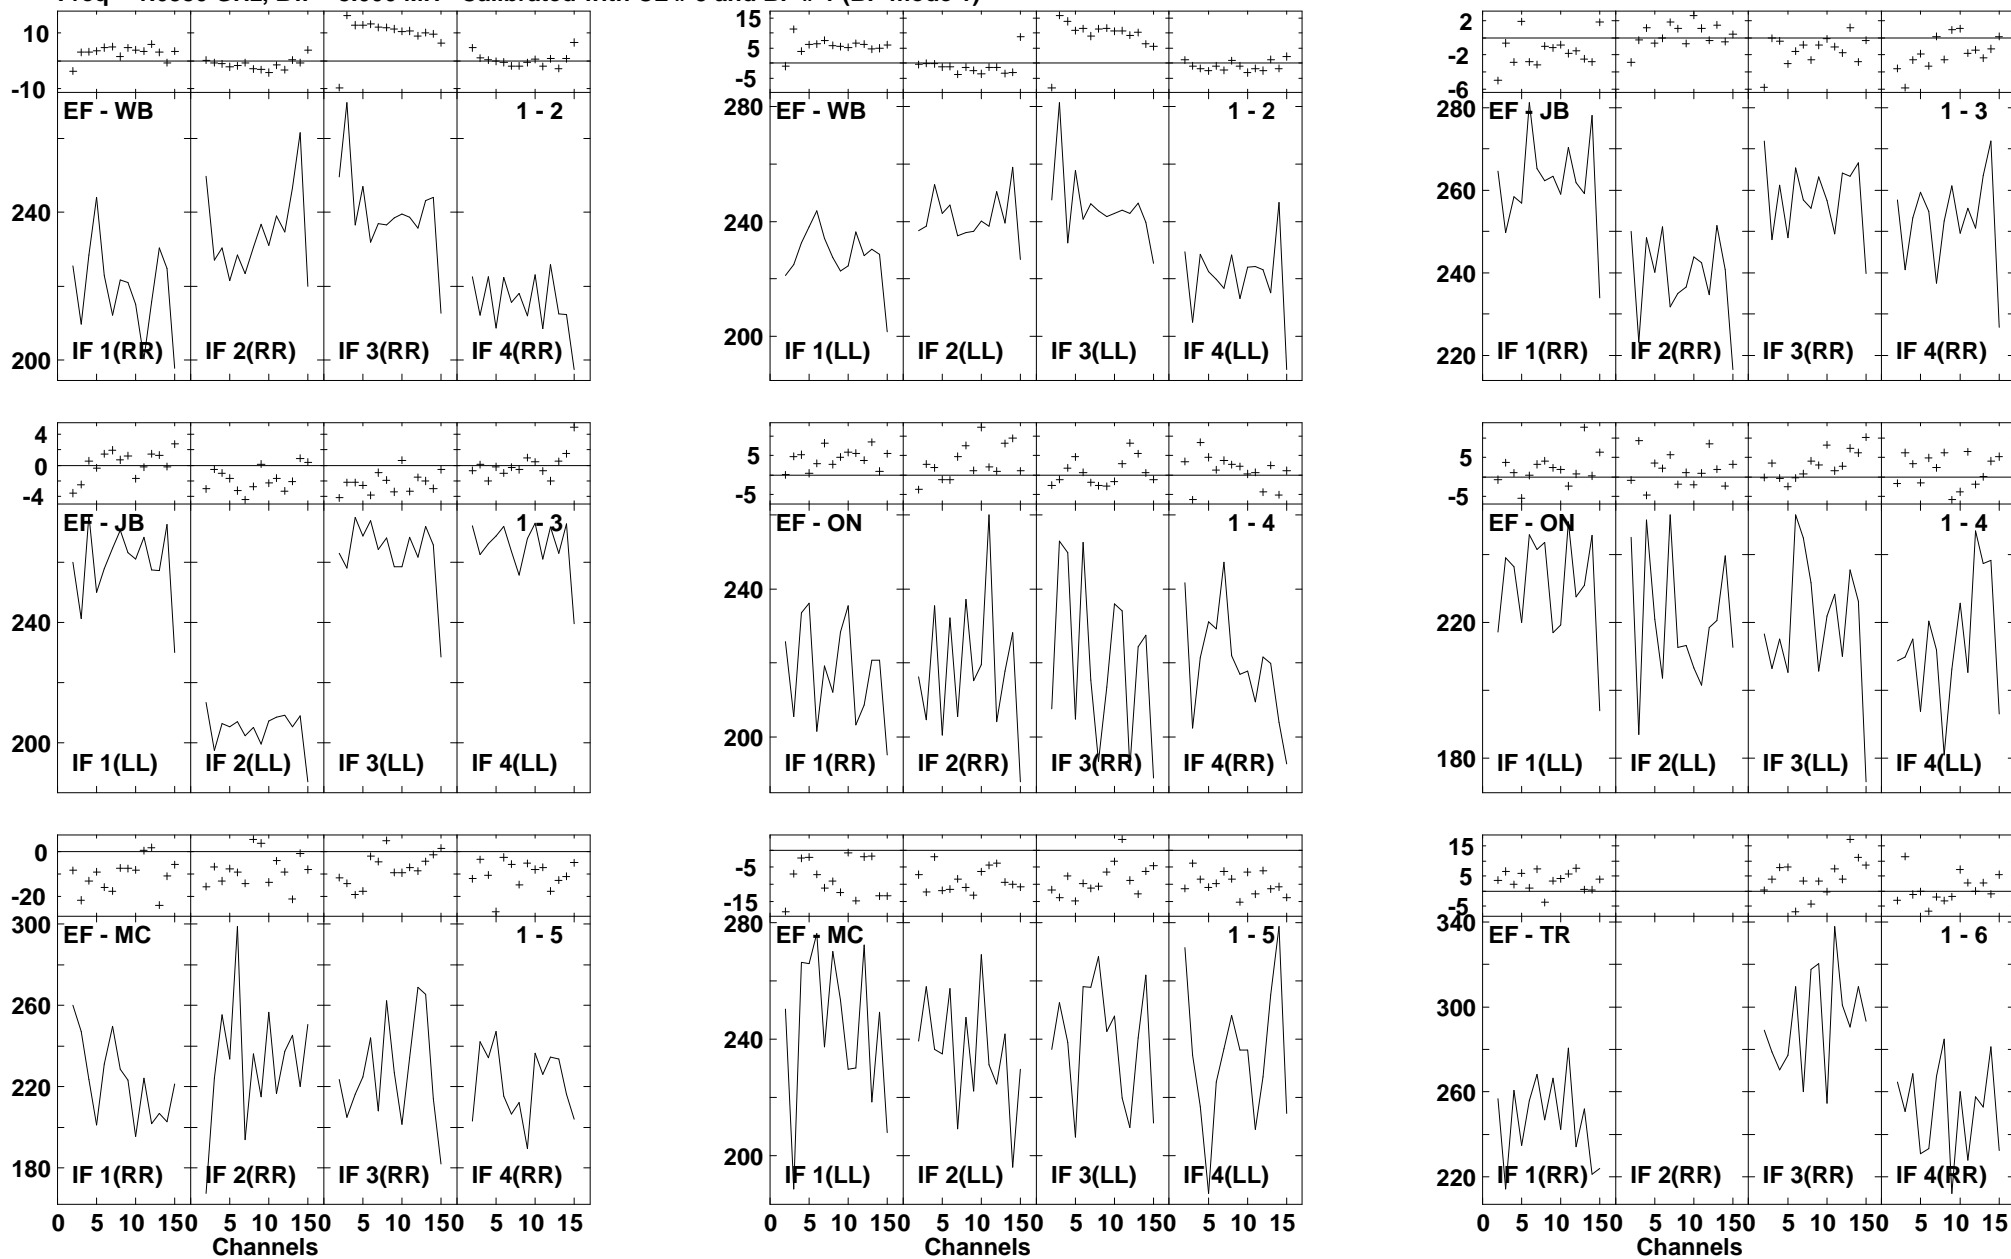 10
-10
EF - WB
1 - 2
240
200
IF 1(RR)
IF 2(RR)
IF 3(RR)
IF 4(RR)
15
5
-5
280
EF - WB
1 - 2
240
200
IF 1(LL)
IF 2(LL)
IF 3(LL)
IF 4(LL)
2
-2
-6
280
EF - JB
1 - 3
260
240
220
IF 1(RR)
IF 2(RR)
IF 3(RR)
IF 4(RR)
4
0
-4
EF - JB
1 - 3
240
200
IF 1(LL)
IF 2(LL)
IF 3(LL)
IF 4(LL)
5
-5
EF - ON
1 - 4
240
200
IF 1(RR)
IF 2(RR)
IF 3(RR)
IF 4(RR)
5
-5
EF - ON
1 - 4
220
180
IF 1(LL)
IF 2(LL)
IF 3(LL)
IF 4(LL)
0
-20
300
EF - MC
1 - 5
260
220
180
IF 1(RR)
IF 2(RR)
IF 3(RR)
IF 4(RR)
0 5 10 150 5 10 150 5 10 150 5 10 15
Channels
-5
-15
280
EF - MC
1 - 5
240
200
IF 1(LL)
IF 2(LL)
IF 3(LL)
IF 4(LL)
0 5 10 150 5 10 150 5 10 150 5 10 15
Channels
15
5
-5
340
EF - TR
1 - 6
300
260
220
IF 1(RR)
IF 2(RR)
IF 3(RR)
IF 4(RR)
0 5 10 150 5 10 150 5 10 150 5 10 15
Channels